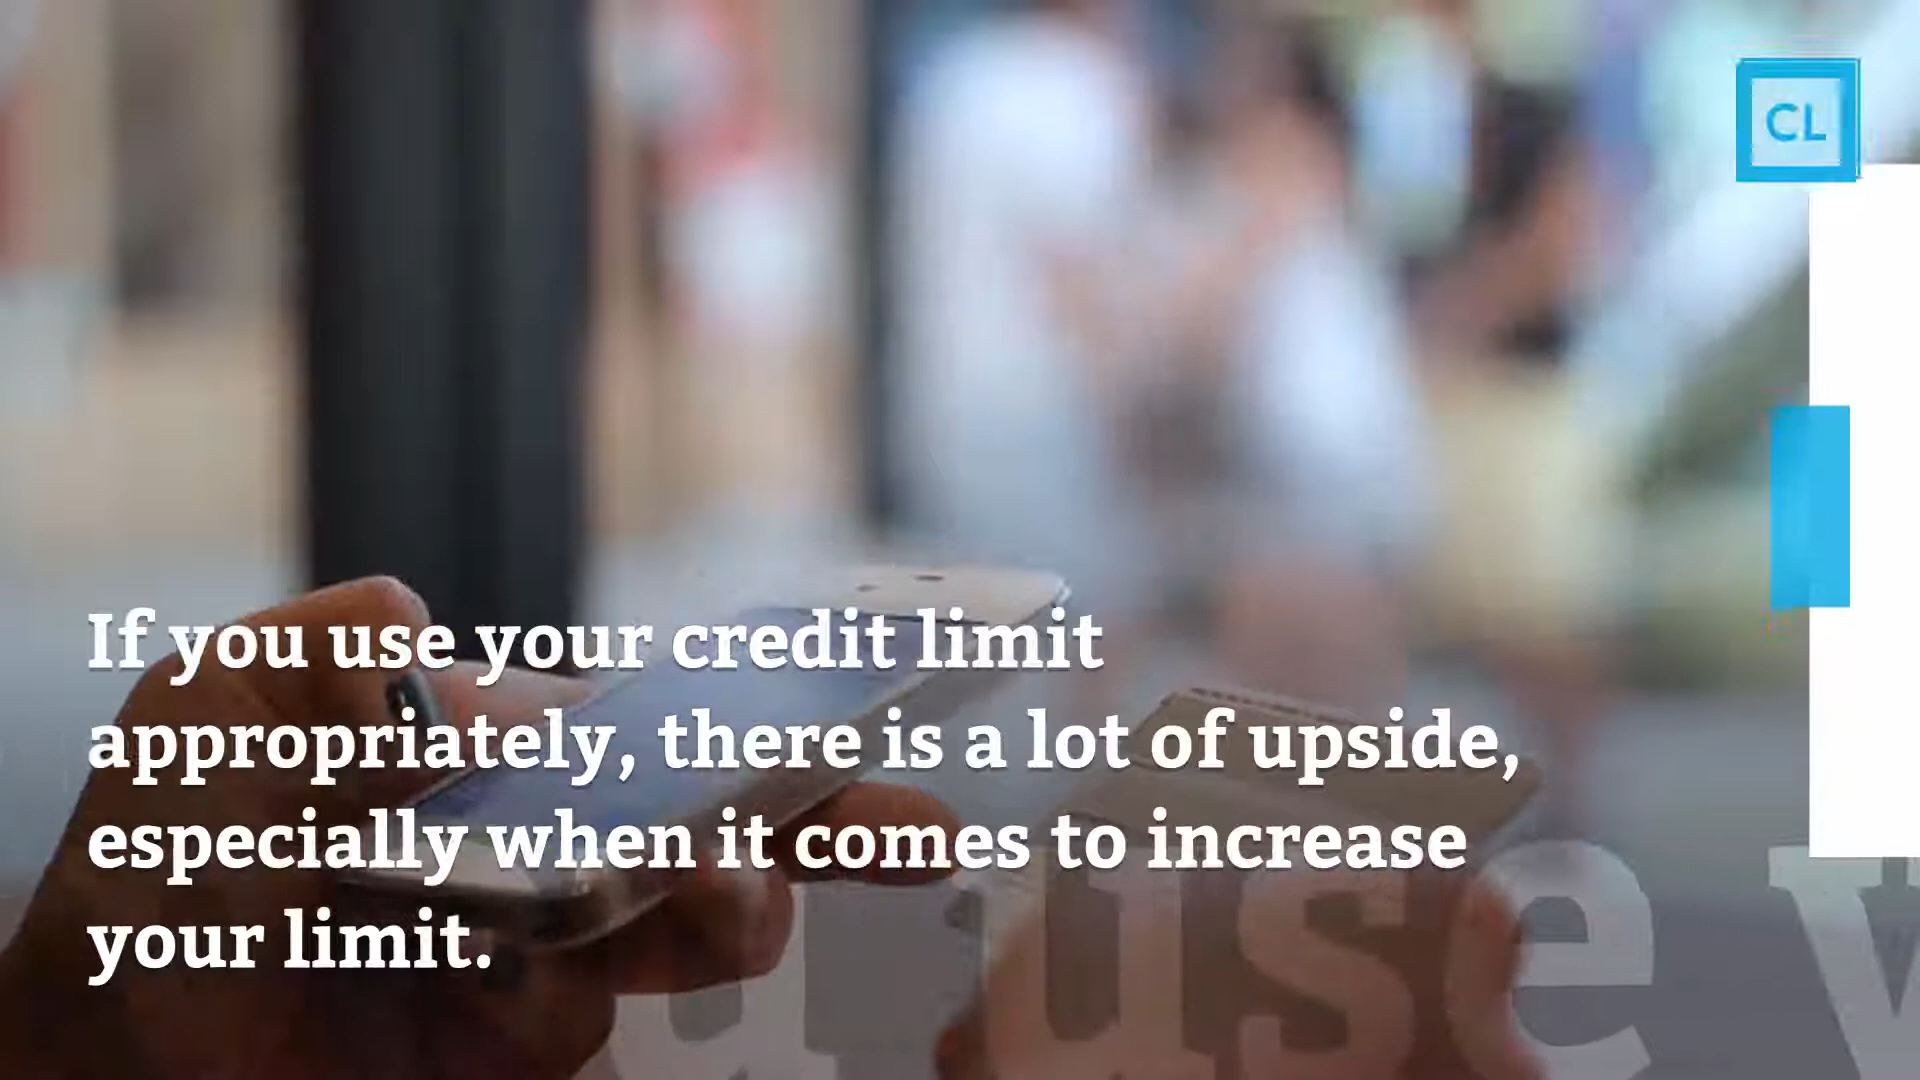 CL
If you use your credit limit
appropriately, there is a lot of upside,
especially when it comes to increase
your limit.
use